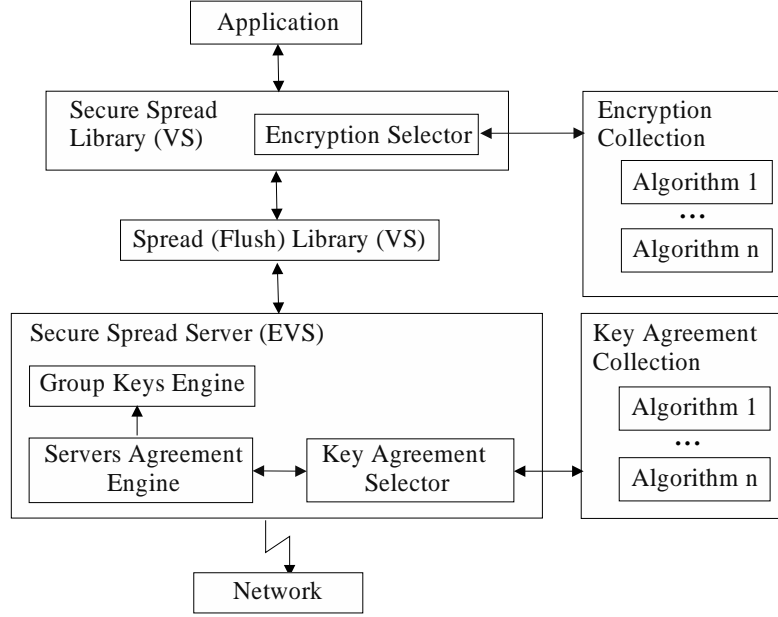 Application
Secure Spread
Library (VS)
Encryption Selector
Encryption
Collection
Algorithm 1
...
Algorithm n
Spread (Flush) Library (VS)
Secure Spread Server (EVS)
Group Keys Engine
Servers Agreement
Engine
Key Agreement
Selector
Key Agreement
Collection
Algorithm 1
...
Algorithm n
Network